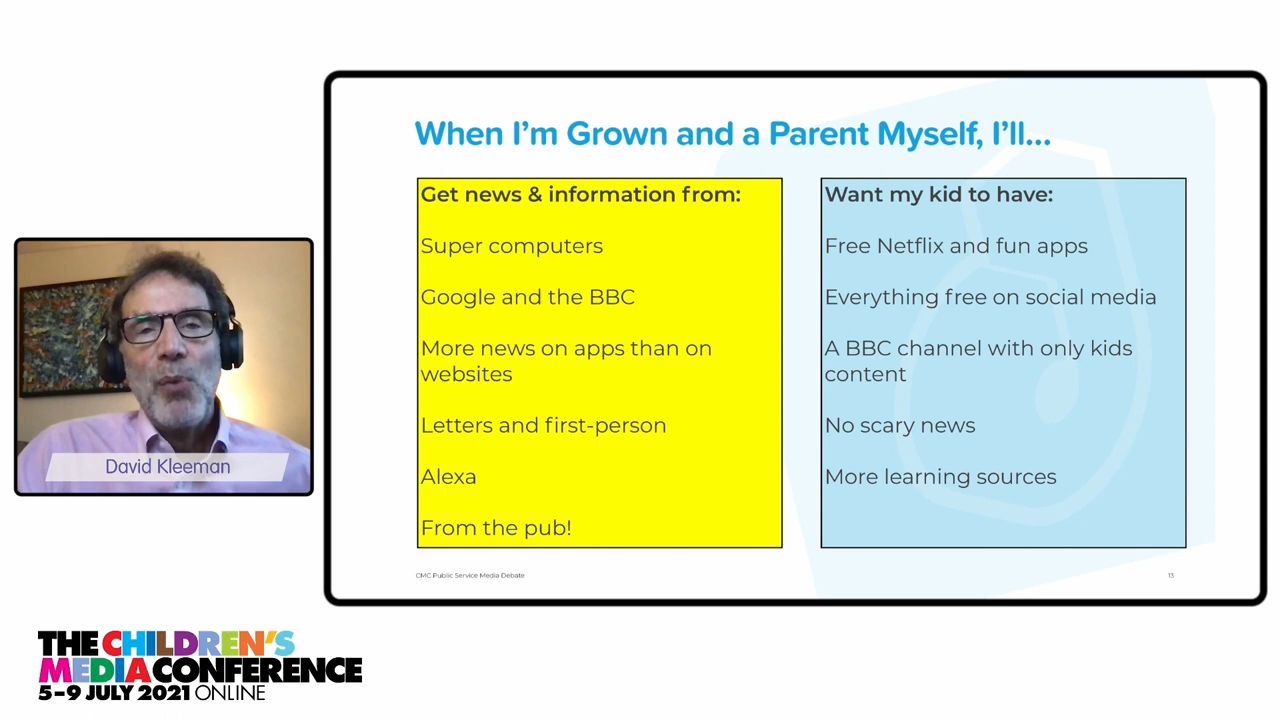 When I'm Grown and a Parent Myself, I'll...
Get news & information from:
Super computers
Google and the BBC
More news on apps than on
websites
Letters and first-person
Alexa
From the pub!
Want my kid to have:
Free Netflix and fun apps
Everything free on social media
A BBC channel with only kids
content
No scary news
More learning sources
CMC Public Service Media Debate
13
David Kleeman
THE CHILDREN'S
MEDIA CONFERENCE
5-9 JULY 2021 ONLINE